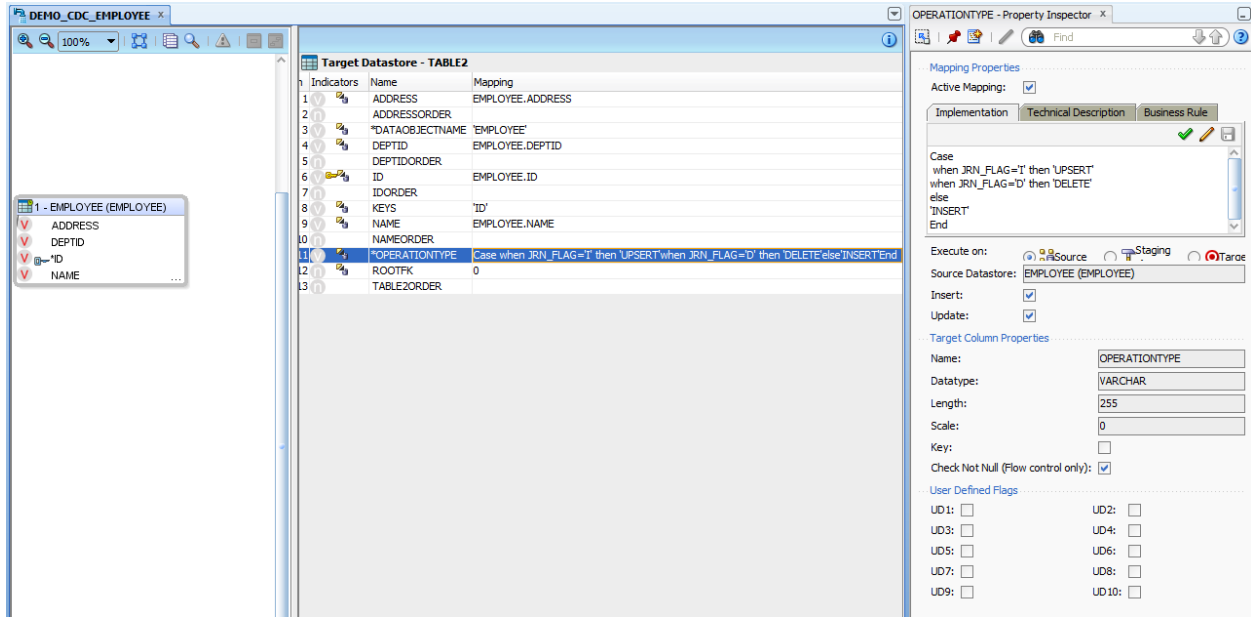 DEMO_CDC_EMPLOYEE x
100%
1 - EMPLOYEE (EMPLOYEE)
V ADDRESS
V DEPTID
V *ID
V NAME
...
Target Datastore - TABLE2
Indicators Name Mapping
1 V ADDRESS EMPLOYEE.ADDRESS
2 n ADDRESSORDER
3 V *DATAOBJECTNAME 'EMPLOYEE'
4 V DEPTID EMPLOYEE.DEPTID
5 n DEPTIDORDER
6 V ID EMPLOYEE.ID
7 n IDORDER
8 V KEYS 'ID'
9 V NAME EMPLOYEE.NAME
10 n NAMEORDER
11 V *OPERATIONTYPE Case when JRN_FLAG='I' then 'UPSERT'when JRN_FLAG='D' then 'DELETE'else'INSERT'End
12 V ROOTFK 0
13 n TABLE2ORDER
OPERATIONTYPE - Property Inspector x
Find
Mapping Properties
Active Mapping:
Implementation Technical Description Business Rule
Case
when JRN_FLAG='I' then 'UPSERT'
when JRN_FLAG='D' then 'DELETE'
else
'INSERT'
End
Execute on: Source Staging Targe
Source Datastore: EMPLOYEE (EMPLOYEE)
Insert:
Update:
Target Column Properties
Name: OPERATIONTYPE
Datatype: VARCHAR
Length: 255
Scale: 0
Key:
Check Not Null (Flow control only):
User Defined Flags
UD1: UD2:
UD3: UD4:
UD5: UD6:
UD7: UD8:
UD9: UD10: